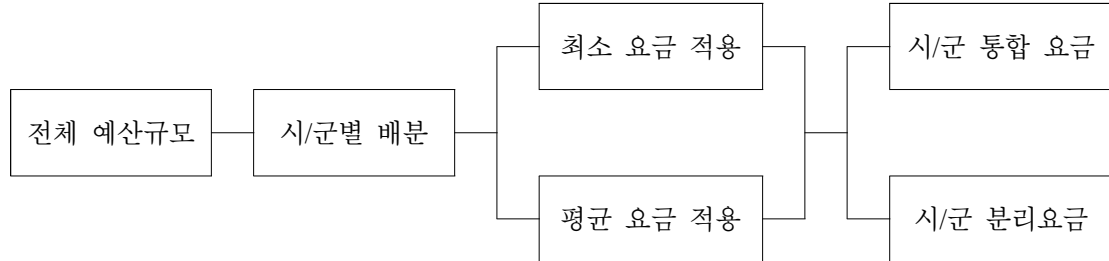 최소 요금 적용
시/군 통합 요금
전체 예산규모
시/군별 배분
평균 요금 적용
시/군 분리요금